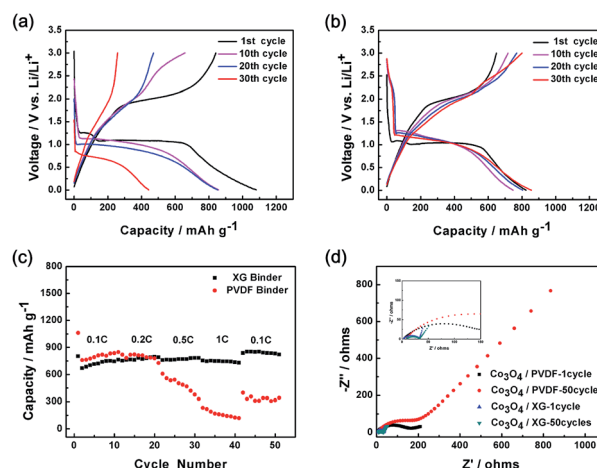 (a)
1st cycle
10th cycle
20th cycle
30th cycle
Voltage / V vs. Li/Li⁺
3.5
3.0
2.5
2.0
1.5
1.0
0.5
0.0
0 200 400 600 800 1000 1200
Capacity / mAh g⁻¹
(b)
1st cycle
10th cycle
20th cycle
30th cycle
Voltage / V vs. Li/Li⁺
3.5
3.0
2.5
2.0
1.5
1.0
0.5
0.0
0 200 400 600 800 1000 1200
Capacity / mAh g⁻¹
(c)
XG Binder
PVDF Binder
Capacity / mAh g⁻¹
1800
1500
1200
900
600
300
0
0.1C 0.2C 0.5C 1C 0.1C
0 10 20 30 40 50
Cycle Number
(d)
-Z'' / ohms
800
600
400
200
0
Z' / ohms
Co₃O₄ / PVDF-1cycle
Co₃O₄ / PVDF-50cycles
Co₃O₄ / XG-1cycle
Co₃O₄ / XG-50cycles
0 200 400 600 800 1000
Z' / ohms